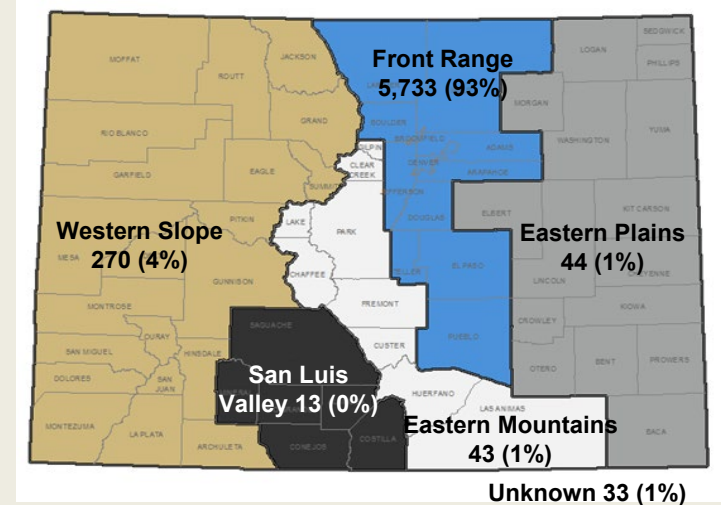 SEDGWICK
LOGAN
PHILLIPS
MOFFAT
JACKSON
ROUTT
Front Range
5,733 (93%)
MORGAN
BOULDER
GRAND
RIO BLANCO
BROOMFIELD
WASHINGTON
YUMA
GILPIN
ADAMS
DENVER
CLEAR
CREEK
ARAPAHOE
GARFIELD
EAGLE
SUMMIT
JEFFERSON
DOUGLAS
ELBERT
KIT CARSON
PITKIN
LAKE
PARK
Western Slope
270 (4%)
Eastern Plains
44 (1%)
MESA
TELLER
EL PASO
LINCOLN
CHEYENNE
CHAFFEE
GUNNISON
FREMONT
MONTROSE
KIOWA
CROWLEY
SAGUACHE
PUEBLO
OURAY
CUSTER
SAN MIGUEL
HINSDALE
OTERO
BENT
PROWERS
DOLORES
SAN
JUAN
San Luis
Valley 13 (0%)
MINERAL
HUERFANO
LAS ANIMAS
MONTEZUMA
LA PLATA
ARCHULETA
CONEJOS
COSTILLA
Eastern Mountains
43 (1%)
BACA
Unknown 33 (1%)